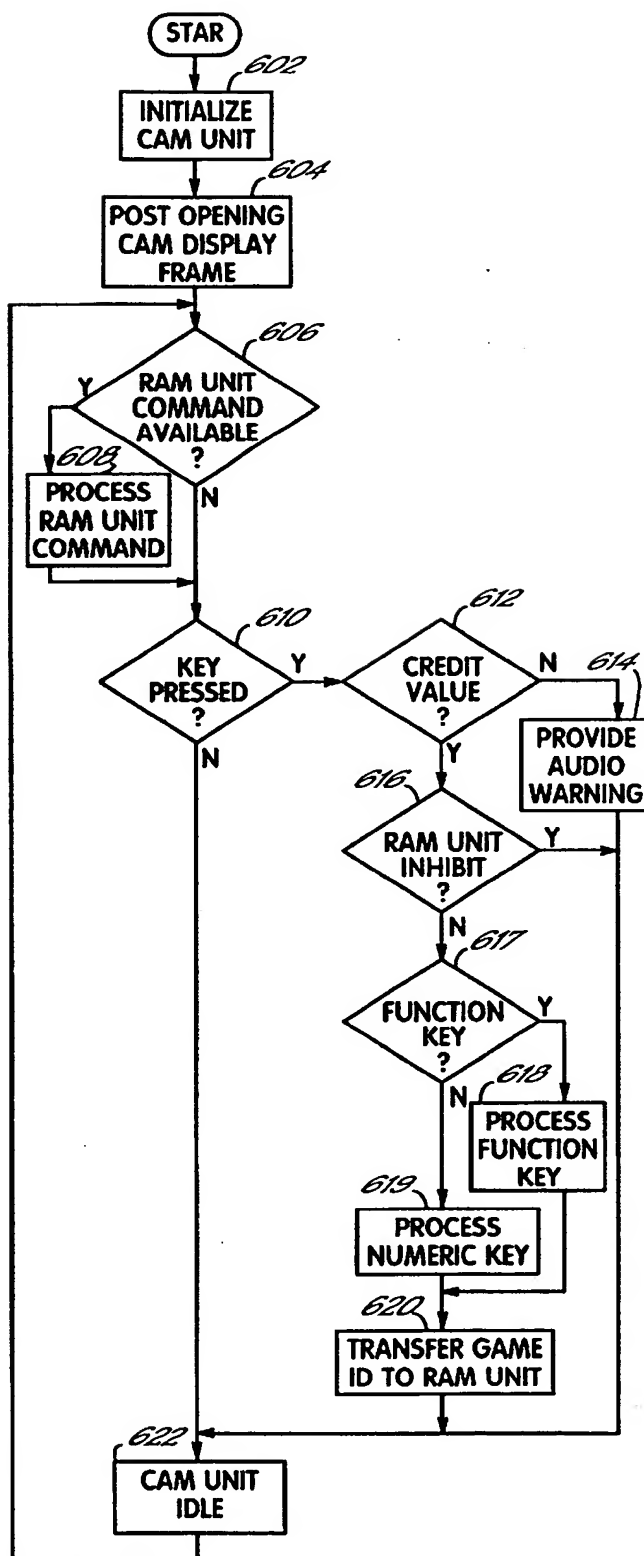 STAR
602
INITIALIZE
CAM UNIT
604
POST OPENING
CAM DISPLAY
FRAME
606
Y
RAM UNIT
COMMAND
AVAILABLE
?
608
N
PROCESS
RAM UNIT
COMMAND
610
KEY
PRESSED
?
Y
N
612
CREDIT
VALUE
?
N
Y
614
PROVIDE
AUDIO
WARNING
616
RAM UNIT
INHIBIT
?
Y
N
617
FUNCTION
KEY
?
Y
N
618
PROCESS
FUNCTION
KEY
619
PROCESS
NUMERIC KEY
620
TRANSFER GAME
ID TO RAM UNIT
622
CAM UNIT
IDLE